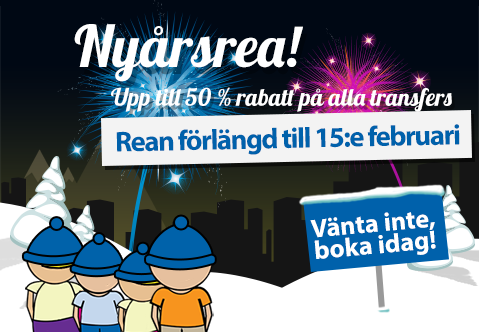 Nyårsrea!
Upp till 50 % rabatt på alla transfers
Rean förlängd till 15:e februari
Vänta inte,
boka idag!